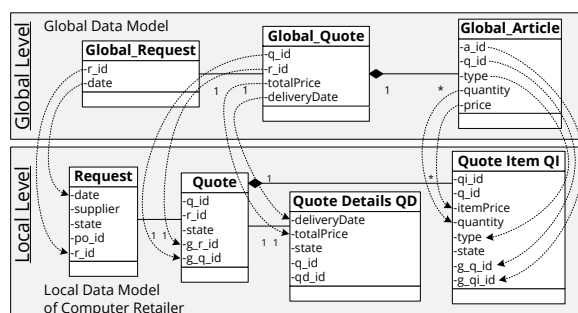 Global Level
Global Data Model
Global_Request
-r_id
-date
1
1
Global_Quote
-q_id
-r_id
-totalPrice
-deliveryDate
1
*
Global_Article
-a_id
-q_id
-type
-quantity
-price
Local Level
Request
-date
-supplier
-state
-po_id
-r_id
1
1
Quote
-q_id
-r_id
-state
-g_r_id
-g_q_id
1
*
1
1
Quote Details QD
-deliveryDate
-totalPrice
-state
-q_id
-qd_id
Quote Item QI
-qi_id
-q_id
-itemPrice
-quantity
-type
-state
-g_q_id
-g_qi_id
Local Data Model
of Computer Retailer